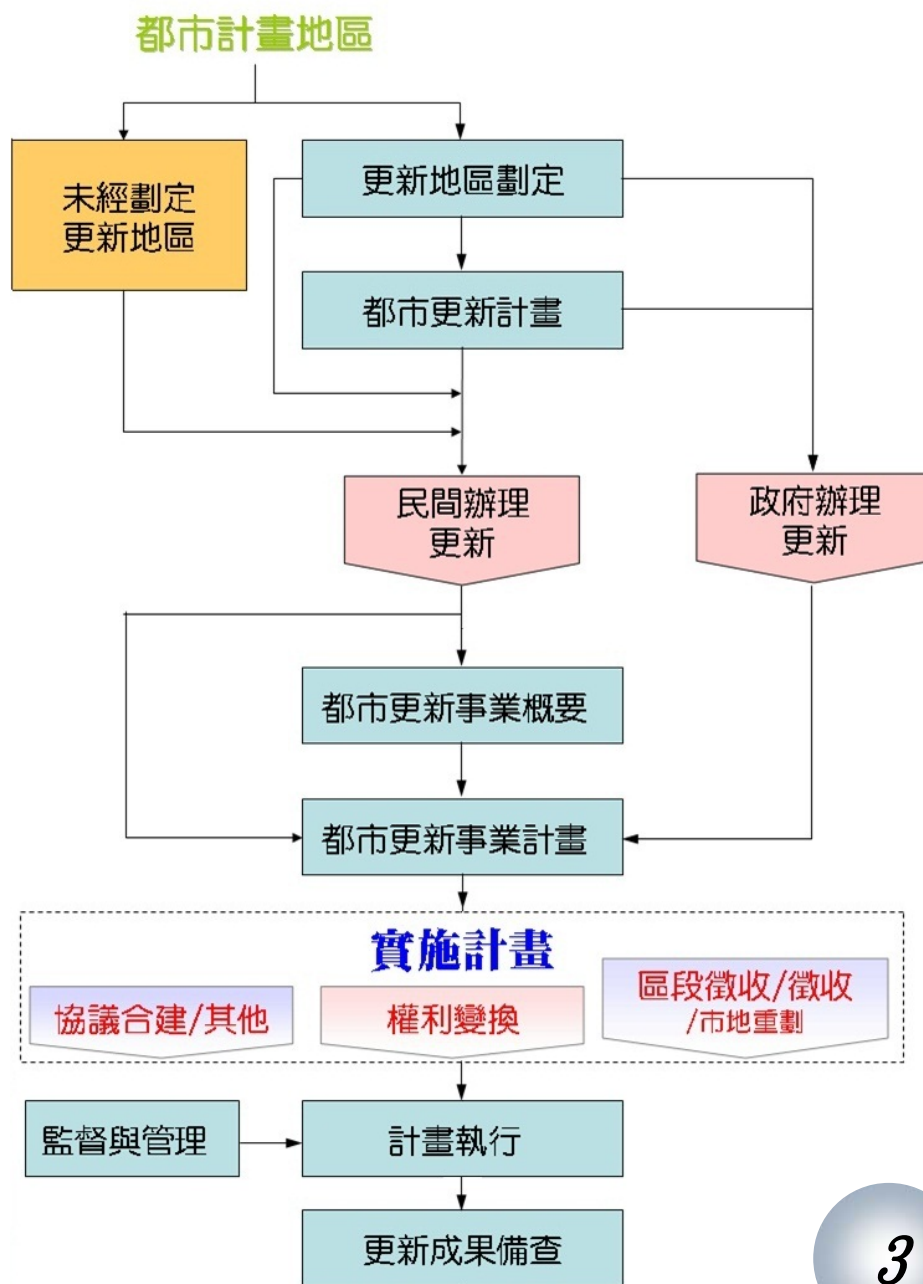 都市計畫地區
未經劃定
更新地區
更新地區劃定
都市更新計畫
民間辦理
更新
政府辦理
更新
都市更新事業概要
都市更新事業計畫
實施計畫
協議合建/其他
權利變換
區段徵收/徵收
/市地重劃
監督與管理
計畫執行
更新成果備查
3